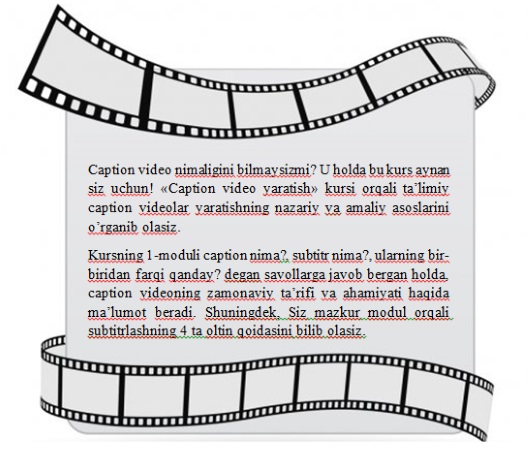 Caption video nimaligini bilmaysizmi? U holda bu kurs aynan
siz uchun! «Caption video yaratish» kursi orqali ta’limiy
caption videolar yaratishning nazariy va amaliy asoslarini
o’rganib olasiz.
Kursning 1-moduli caption nima?, subtitr nima?, ularning bir-
biridan farqi qanday? degan savollarga javob bergan holda,
caption videoning zamonaviy ta’rifi va ahamiyati haqida
ma’lumot beradi. Shuningdek, Siz mazkur modul orqali
subtitrlashning 4 ta oltin qoidasini bilib olasiz.